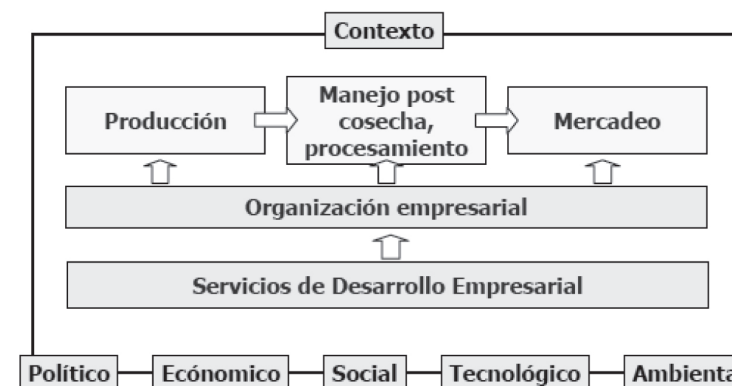 Contexto
Producción
Manejo post
cosecha,
procesamiento
Mercadeo
Organización empresarial
Servicios de Desarrollo Empresarial
Político
Ecónomico
Social
Tecnológico
Ambienta